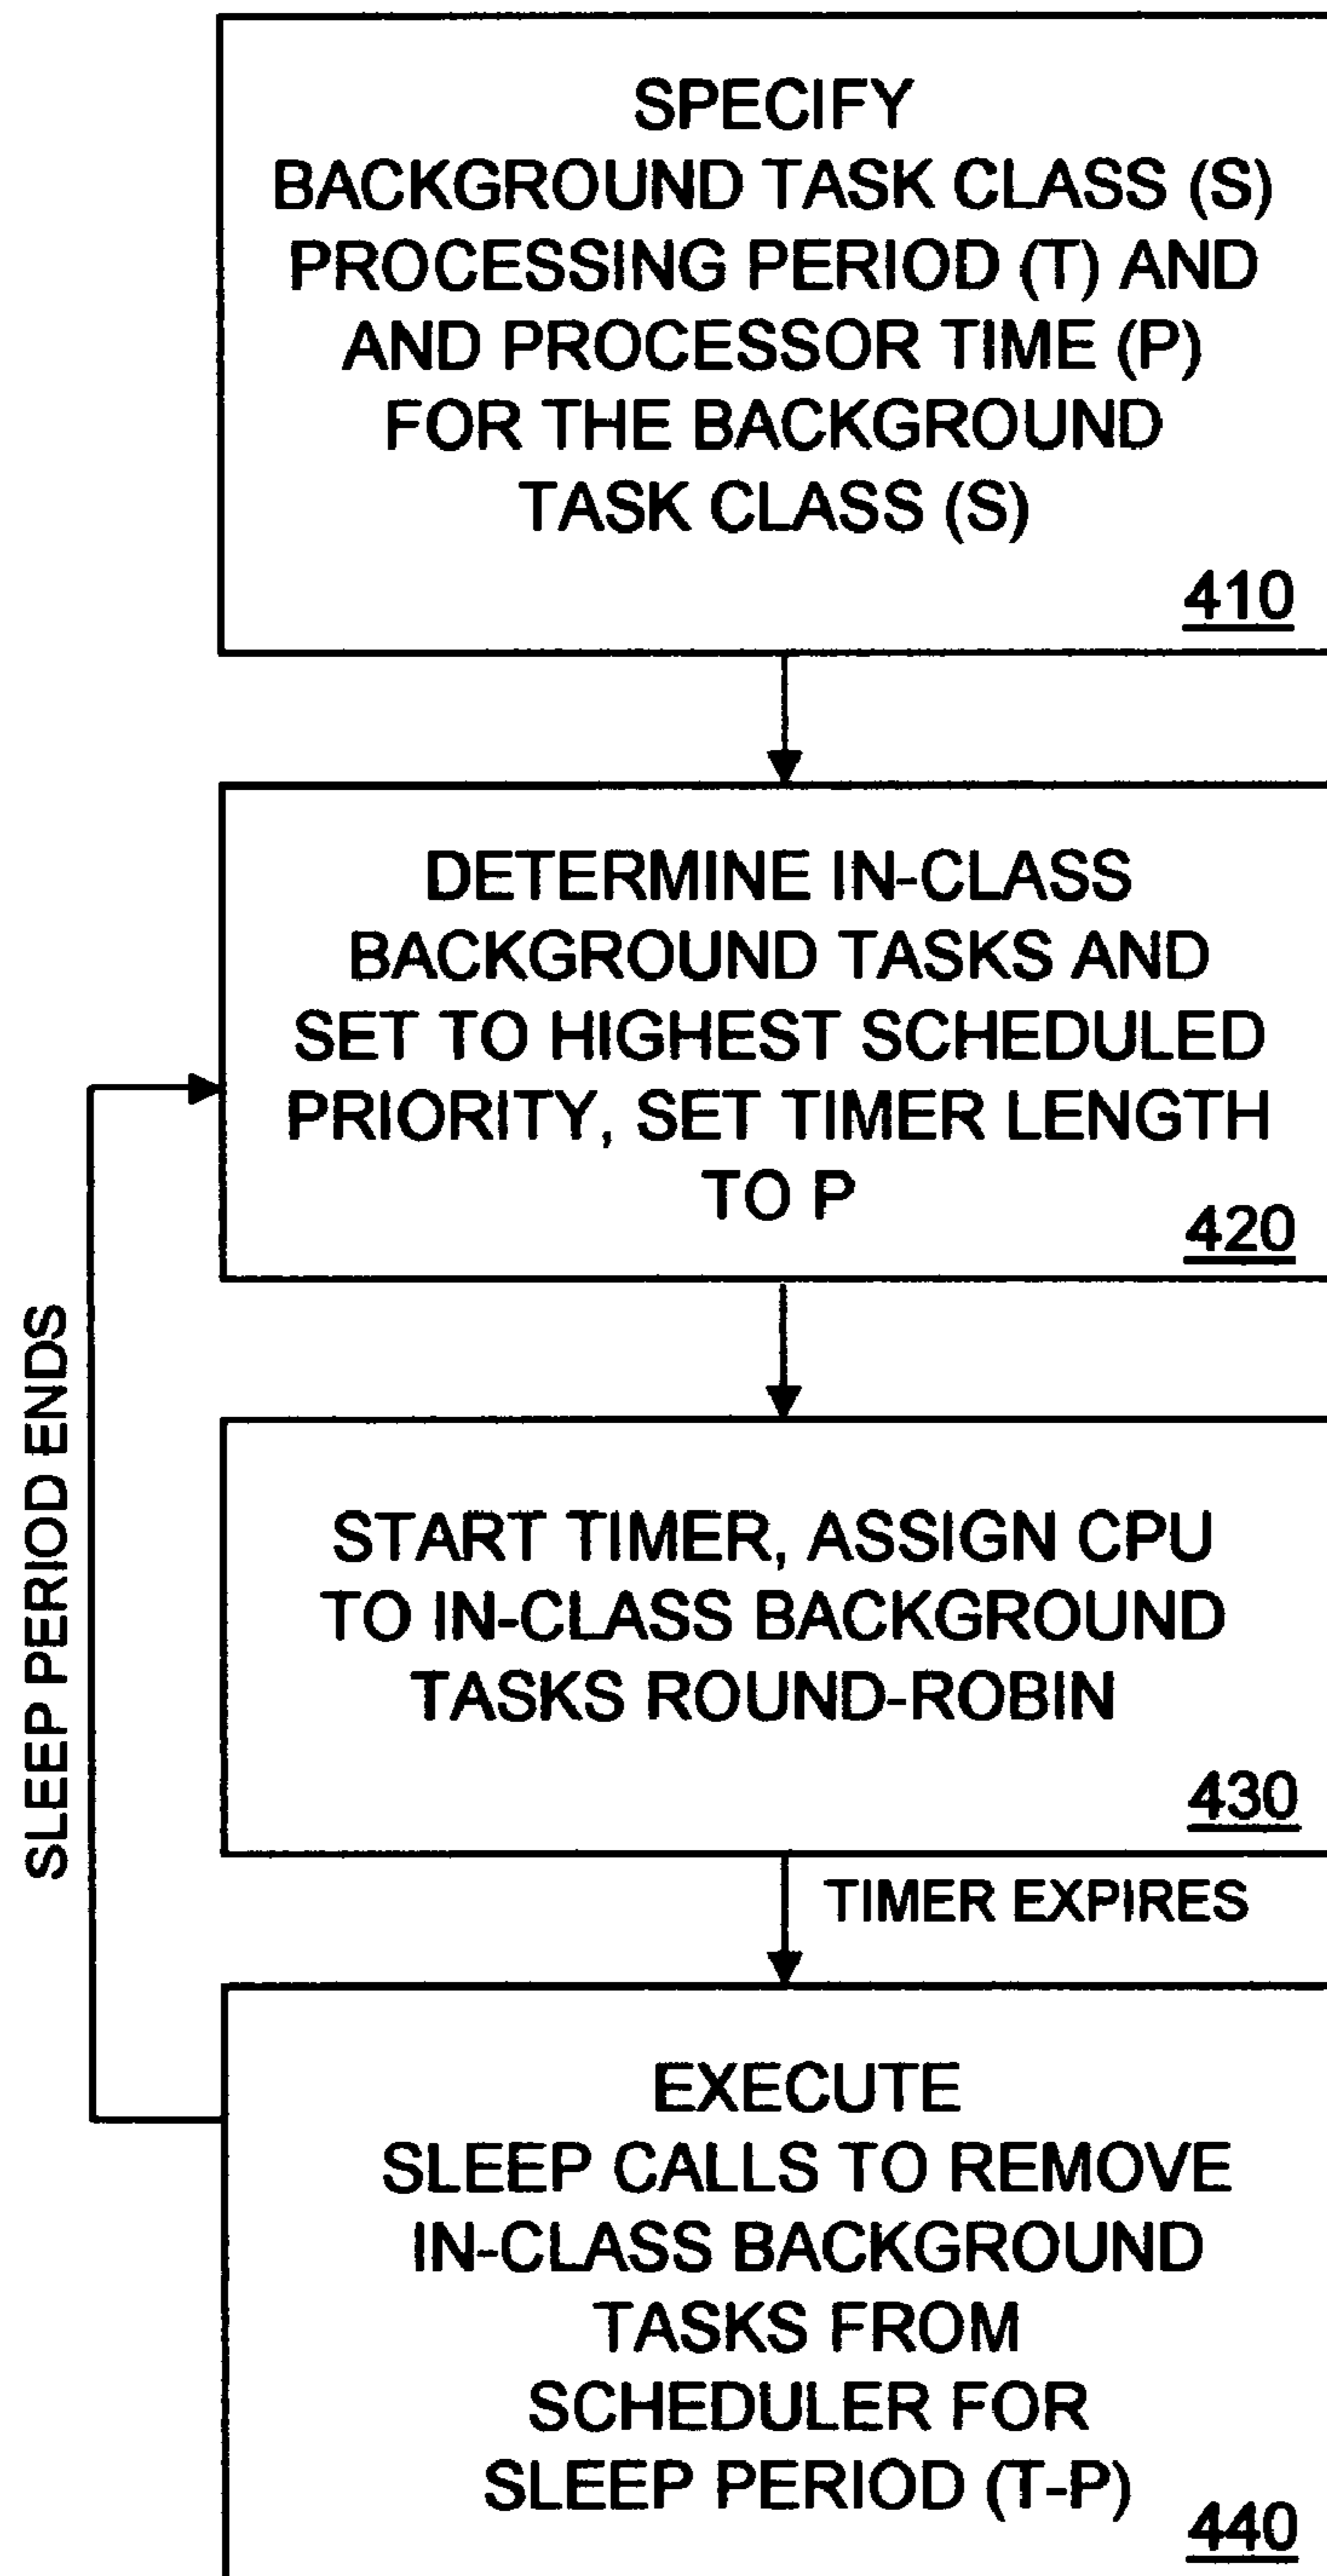 SPECIFY
BACKGROUND TASK CLASS (S)
PROCESSING PERIOD (T) AND
AND PROCESSOR TIME (P)
FOR THE BACKGROUND
TASK CLASS (S)
410
DETERMINE IN-CLASS
BACKGROUND TASKS AND
SET TO HIGHEST SCHEDULED
PRIORITY, SET TIMER LENGTH
TO P
420
START TIMER, ASSIGN CPU
TO IN-CLASS BACKGROUND
TASKS ROUND-ROBIN
430
TIMER EXPIRES
EXECUTE
SLEEP CALLS TO REMOVE
IN-CLASS BACKGROUND
TASKS FROM
SCHEDULER FOR
SLEEP PERIOD (T-P)
440
SLEEP PERIOD ENDS